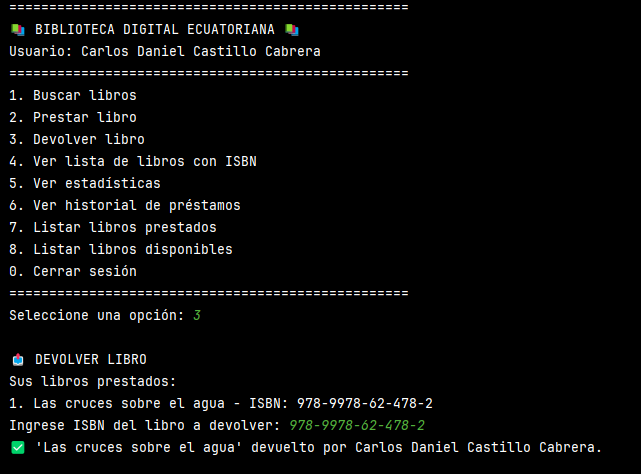 ==================================================
📚 BIBLIOTECA DIGITAL ECUATORIANA 📚
Usuario: Carlos Daniel Castillo Cabrera
==================================================
1. Buscar libros
2. Prestar libro
3. Devolver libro
4. Ver lista de libros con ISBN
5. Ver estadísticas
6. Ver historial de préstamos
7. Listar libros prestados
8. Listar libros disponibles
0. Cerrar sesión
==================================================
Seleccione una opción: 3
📤 DEVOLVER LIBRO
Sus libros prestados:
1. Las cruces sobre el agua - ISBN: 978-9978-62-478-2
Ingrese ISBN del libro a devolver: 978-9978-62-478-2
✅ 'Las cruces sobre el agua' devuelto por Carlos Daniel Castillo Cabrera.